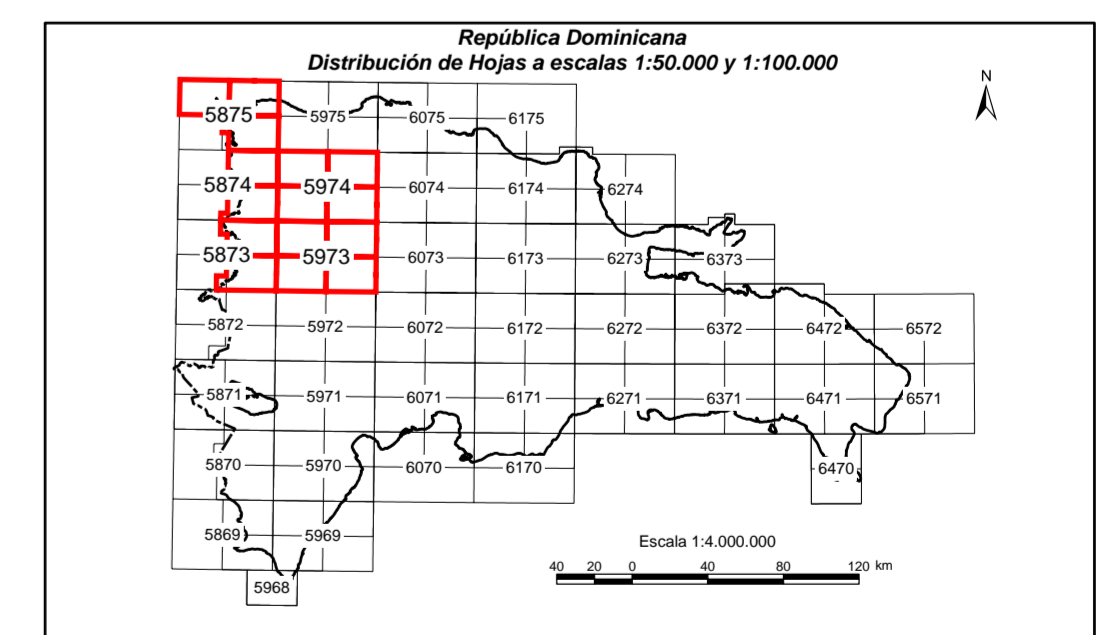 República Dominicana
Distribución de Hojas a escalas 1:50.000 y 1:100.000
N
5875 5975 6075 6175
5874 5974 6074 6174 6274
5873 5973 6073 6173 6273 6373
5872 5972 6072 6172 6272 6372 6472 6572
5871 5971 6071 6171 6271 6371 6471 6571
5870 5970 6070 6170 6470
5869 5969
Escala 1:4.000.000
40 20 0 40 80 120 km
5968